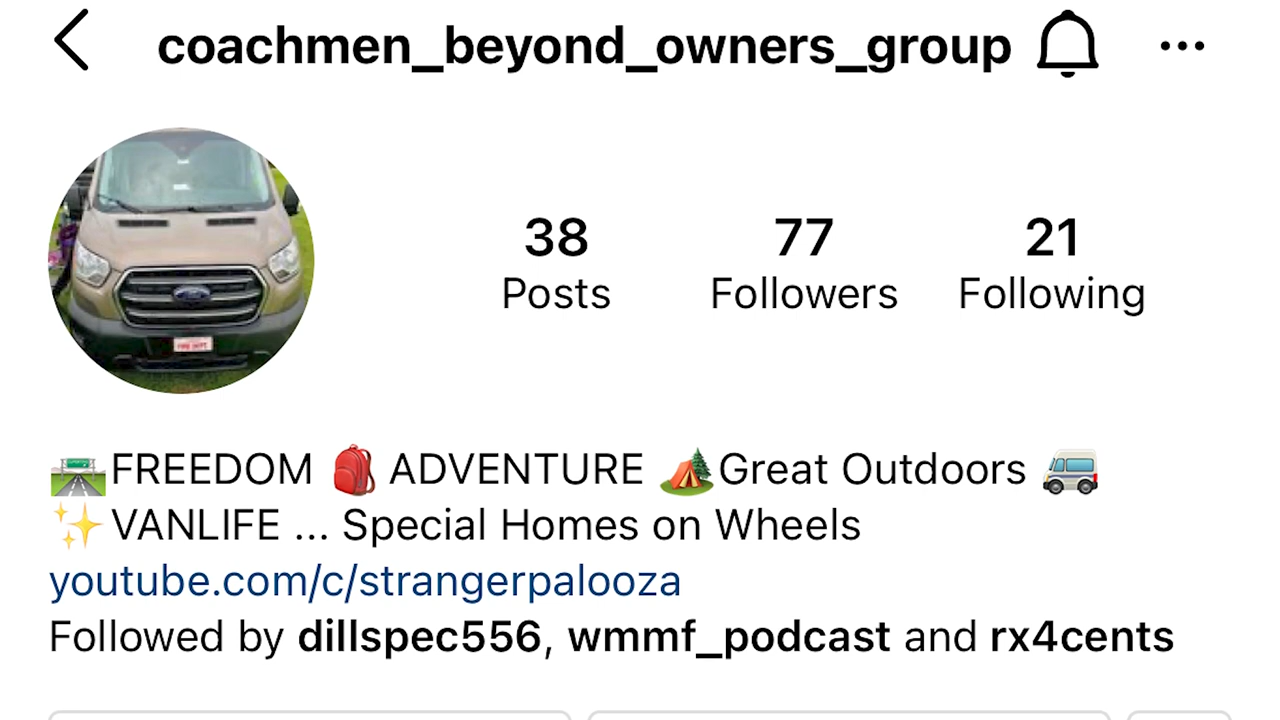 coachmen_beyond_owners_group
38 77 21
Posts Followers Following
FREEDOM ADVENTURE Great Outdoors
VANLIFE ... Special Homes on Wheels
youtube.com/c/strangerpalooza
Followed by dillspec556, wmmf_podcast and rx4cents